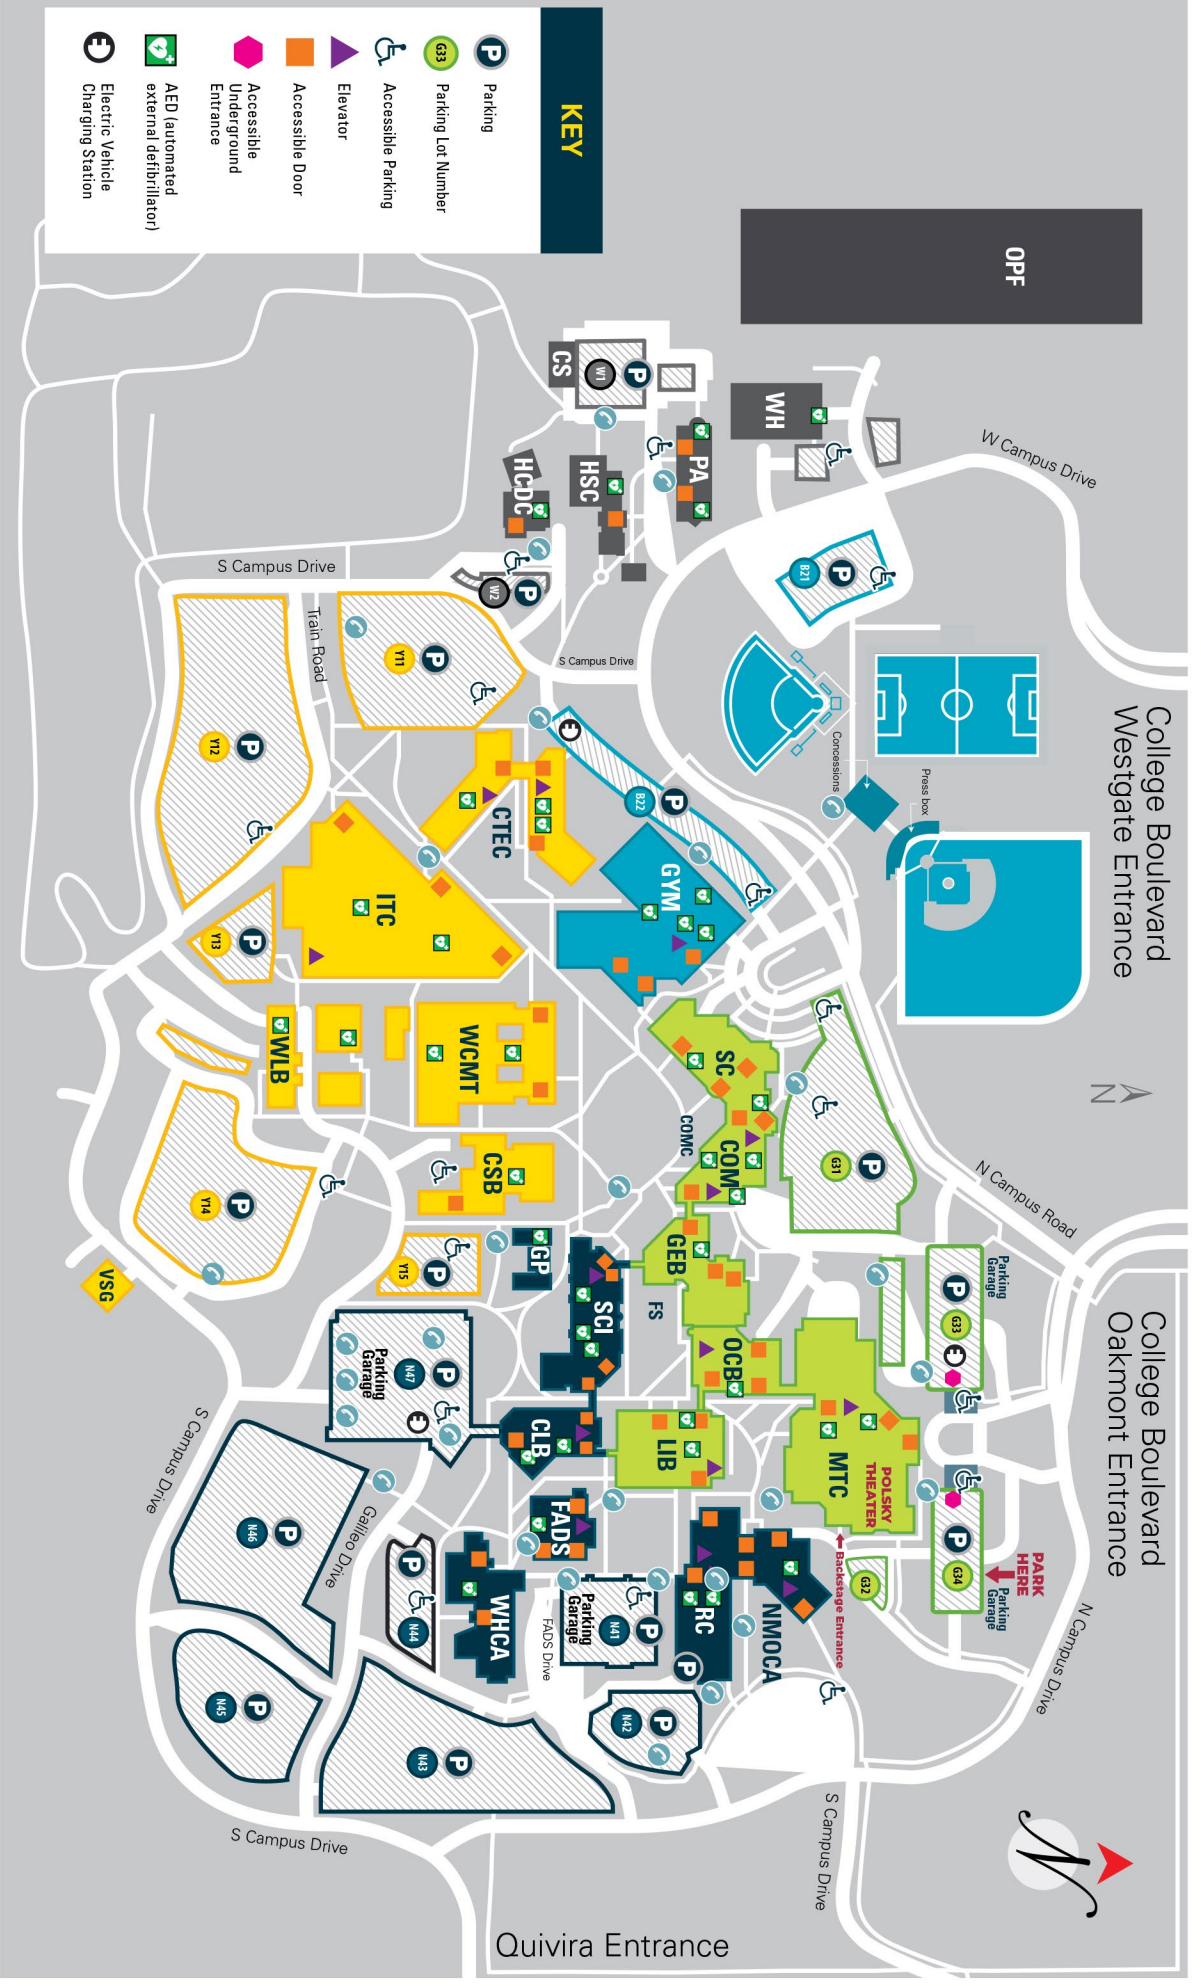 KEY
P
Parking
G33
Parking Lot Number
Accessible Parking
Elevator
Accessible Door
Accessible
Underground
Entrance
AED (automated
external defibrillator)
E
Electric Vehicle
Charging Station
OPF
College Boulevard
Westgate Entrance
College Boulevard
Oakmont Entrance
Quivira Entrance
W Campus Drive
N Campus Road
N Campus Drive
S Campus Drive
S Campus Drive
S Campus Drive
S Campus Drive
S Campus Drive
Train Road
Galileo Drive
FADS Drive
N
N
WH
CS
P
W1
PA
HSC
HCDC
P
W2
P
B21
Concessions
Press box
P
Y11
P
Y12
P
Y13
E
P
B22
CTEC
GYM
ITC
WLB
WCMT
CSB
P
Y14
VSG
P
Y15
SC
COM
COMC
P
G31
GEB
FS
GP
SCI
OCB
LIB
CLB
Parking
Garage
P
G33
E
MTC
POLSKY
THEATER
Backstage Entrance
P
G34
PARK
HERE
Parking
Garage
G32
P
N47
Parking
Garage
E
P
N46
P
N45
P
N44
P
N43
WHCA
FADS
P
N41
Parking
Garage
RC
P
NMOCA
P
N42